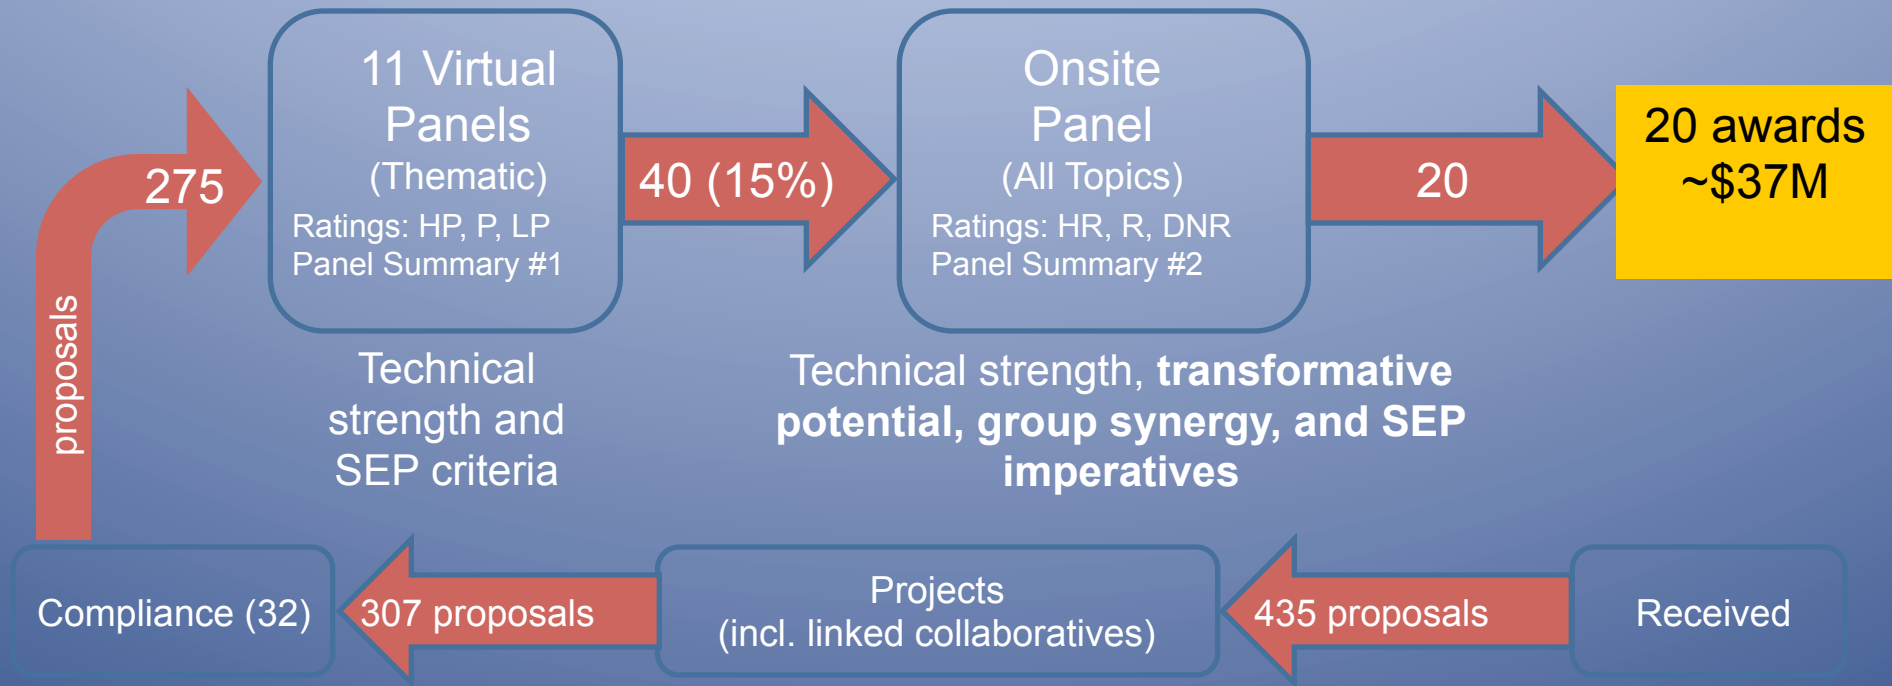 11 Virtual
Panels
(Thematic)
Ratings: HP, P, LP
Panel Summary #1
Onsite
Panel
(All Topics)
Ratings: HR, R, DNR
Panel Summary #2
20 awards
~$37M
275
40 (15%)
20
proposals
Technical
strength and
SEP criteria
Technical strength, transformative
potential, group synergy, and SEP
imperatives
Compliance (32)
307 proposals
Projects
(incl. linked collaboratives)
435 proposals
Received